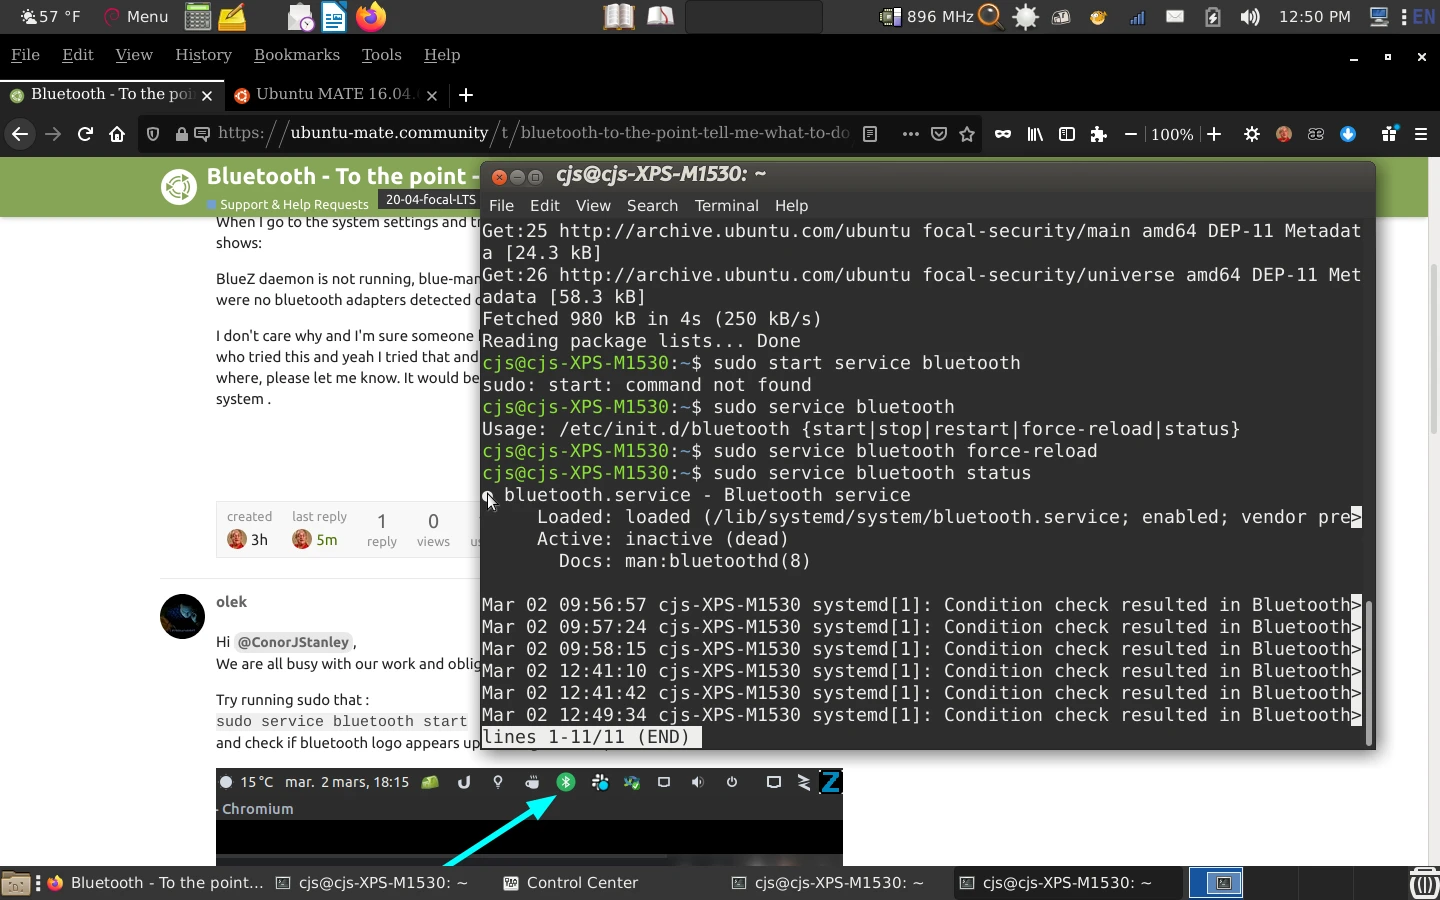 57 °F
Menu
896 MHz
12:50 PM
EN
File Edit View History Bookmarks Tools Help
Bluetooth - To the poi
Ubuntu MATE 16.04.
https://ubuntu-mate.community/t/bluetooth-to-the-point-tell-me-what-to-do
100%
Bluetooth - To the point -
Support & Help Requests
20-04-focal-LTS
When I go to the system settings and
shows:
BlueZ daemon is not running, blue-man
were no bluetooth adapters detected
I don't care why and I'm sure someone
who tried this and yeah I tried that and
where, please let me know. It would be
system .
created
last reply
1
0
3h
5m
reply
views
olek
Hi @ConorJStanley,
We are all busy with our work and
Try running sudo that :
sudo service bluetooth start
and check if bluetooth logo appears
15°C mar. 2 mars, 18:15
Z
- Chromium
cjs@cjs-XPS-M1530: ~
File Edit View Search Terminal Help
Get:25 http://archive.ubuntu.com/ubuntu focal-security/main amd64 DEP-11 Metadat
a [24.3 kB]
Get:26 http://archive.ubuntu.com/ubuntu focal-security/universe amd64 DEP-11 Met
adata [58.3 kB]
Fetched 980 kB in 4s (250 kB/s)
Reading package lists... Done
cjs@cjs-XPS-M1530:~$ sudo start service bluetooth
sudo: start: command not found
cjs@cjs-XPS-M1530:~$ sudo service bluetooth
Usage: /etc/init.d/bluetooth {start|stop|restart|force-reload|status}
cjs@cjs-XPS-M1530:~$ sudo service bluetooth force-reload
cjs@cjs-XPS-M1530:~$ sudo service bluetooth status
● bluetooth.service - Bluetooth service
Loaded: loaded (/lib/systemd/system/bluetooth.service; enabled; vendor pre>
Active: inactive (dead)
Docs: man:bluetoothd(8)
Mar 02 09:56:57 cjs-XPS-M1530 systemd[1]: Condition check resulted in Bluetooth>
Mar 02 09:57:24 cjs-XPS-M1530 systemd[1]: Condition check resulted in Bluetooth>
Mar 02 09:58:15 cjs-XPS-M1530 systemd[1]: Condition check resulted in Bluetooth>
Mar 02 12:41:10 cjs-XPS-M1530 systemd[1]: Condition check resulted in Bluetooth>
Mar 02 12:41:42 cjs-XPS-M1530 systemd[1]: Condition check resulted in Bluetooth>
Mar 02 12:49:34 cjs-XPS-M1530 systemd[1]: Condition check resulted in Bluetooth>
lines 1-11/11 (END)
Bluetooth - To the point...
cjs@cjs-XPS-M1530: ~
Control Center
cjs@cjs-XPS-M1530: ~
cjs@cjs-XPS-M1530: ~